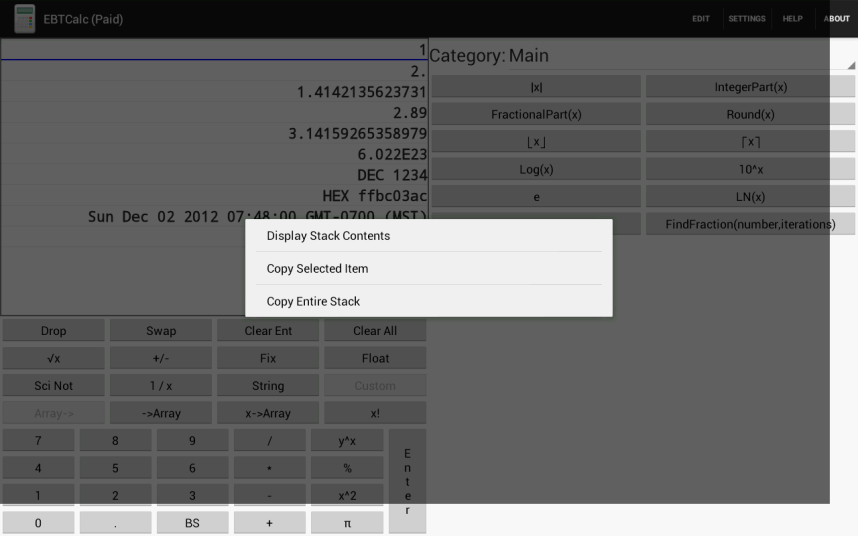 EBTCalc (Paid)
EDIT SETTINGS HELP ABOUT
1
2.
1.4142135623731
2.89
3.14159265358979
6.022E23
DEC 1234
HEX ffbc03ac
Sun Dec 02 2012 07:48:00 GMT-0700 (MST)
Category: Main
|x| IntegerPart(x)
FractionalPart(x) Round(x)
⌊x⌋ ⌈x⌉
Log(x) 10^x
e LN(x)
FindFraction(number,iterations)
Display Stack Contents
Copy Selected Item
Copy Entire Stack
Drop Swap Clear Ent Clear All
√x +/- Fix Float
Sci Not 1 / x String Custom
Array-> ->Array x->Array x!
7 8 9 / y^x
4 5 6 * %
1 2 3 - x^2
0 . BS + π
Enter